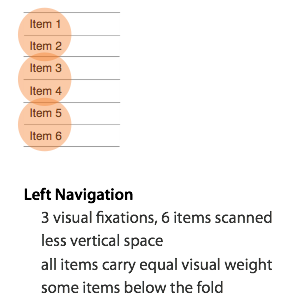 Item 1
Item 2
Item 3
Item 4
Item 5
Item 6
Left Navigation
3 visual fixations, 6 items scanned
less vertical space
all items carry equal visual weight
some items below the fold